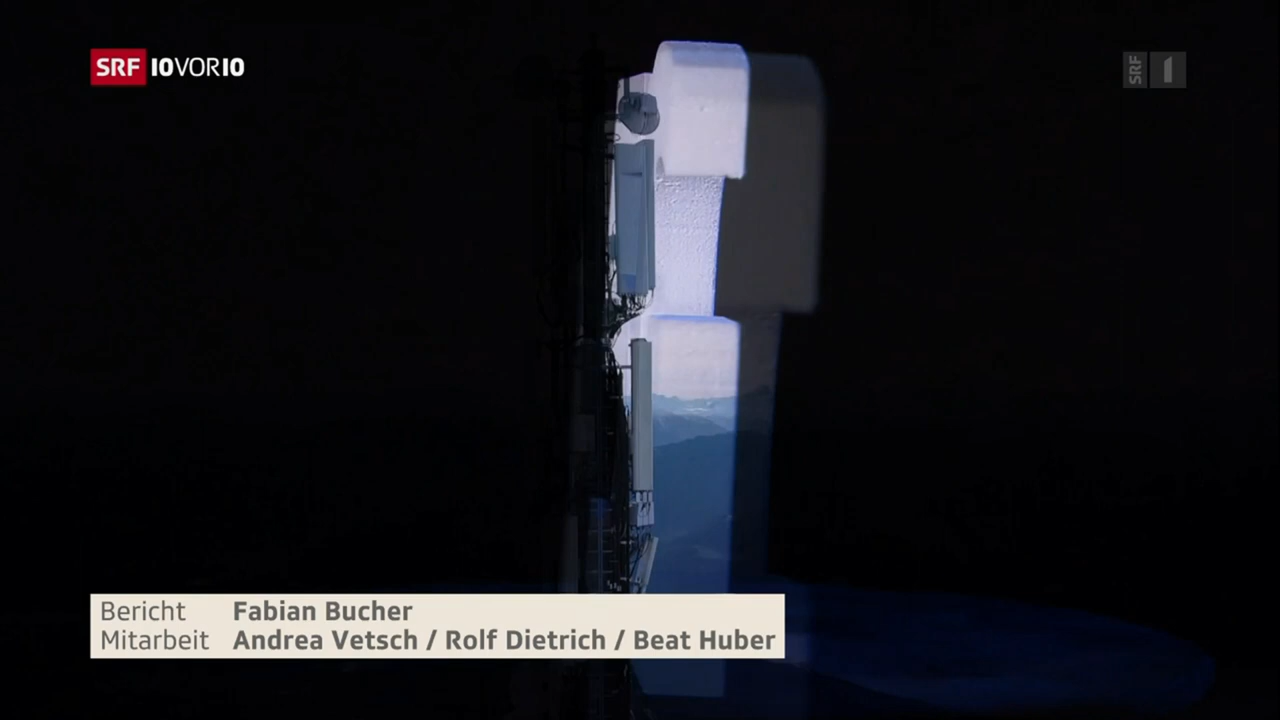 SRF 10VOR10
SRF 1
Bericht Fabian Bucher
Mitarbeit Andrea Vetsch / Rolf Dietrich / Beat Huber